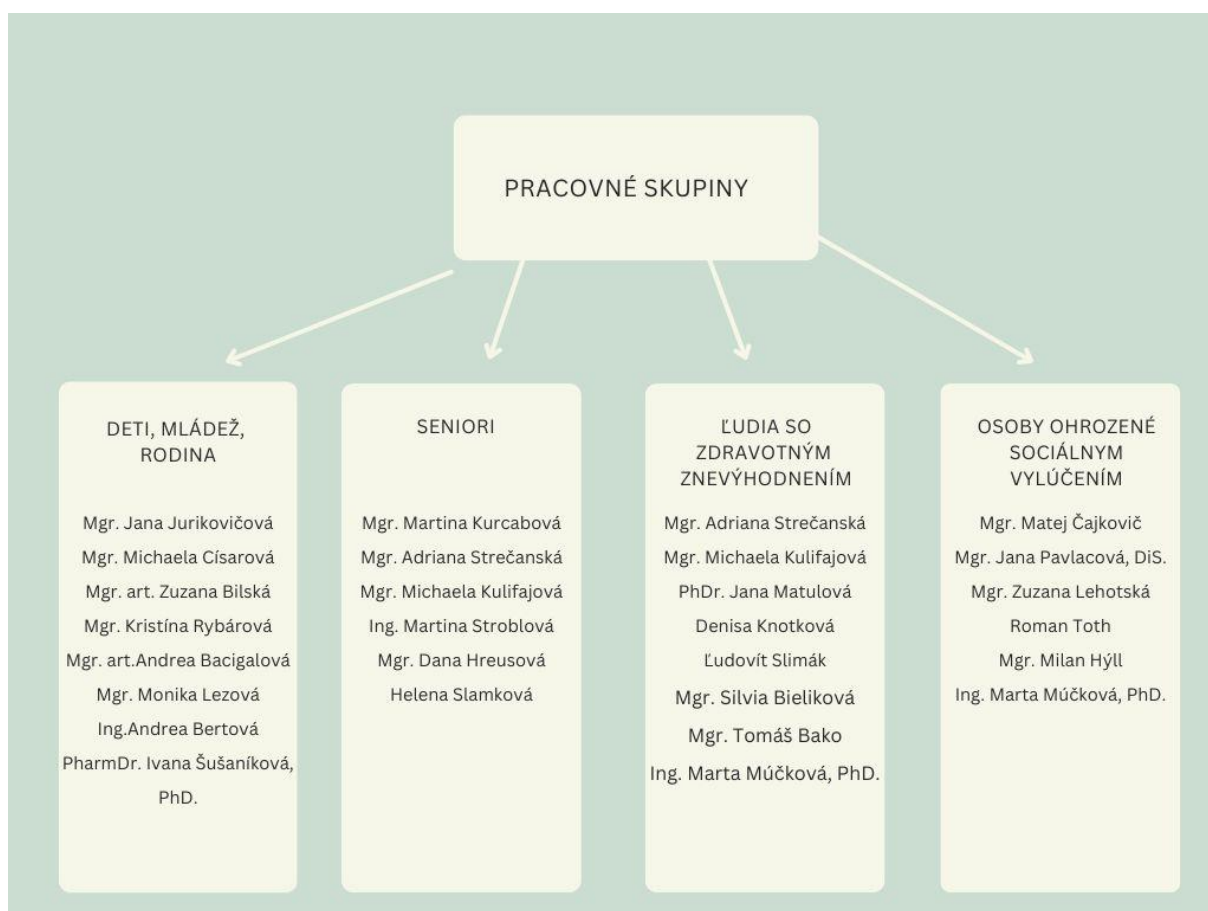 PRACOVNÉ SKUPINY
DETI, MLÁDEŽ,
RODINA
Mgr. Jana Jurikovičová
Mgr. Michaela Císarová
Mgr. art. Zuzana Bilská
Mgr. Kristína Rybárová
Mgr. art.Andrea Bacigalová
Mgr. Monika Lezová
Ing.Andrea Bertová
PharmDr. Ivana Šušaníková,
PhD.
SENIORI
Mgr. Martina Kurcabová
Mgr. Adriana Strečanská
Mgr. Michaela Kulifajová
Ing. Martina Stroblová
Mgr. Dana Hreusová
Helena Slamková
ĽUDIA SO
ZDRAVOTNÝM
ZNEVÝHODNENÍM
Mgr. Adriana Strečanská
Mgr. Michaela Kulifajová
PhDr. Jana Matulová
Denisa Knotková
Ľudovít Slimák
Mgr. Silvia Bieliková
Mgr. Tomáš Bako
Ing. Marta Múčková, PhD.
OSOBY OHROZENÉ
SOCIÁLNYM
VYLÚČENÍM
Mgr. Matej Čajkovič
Mgr. Jana Pavlacová, DiS.
Mgr. Zuzana Lehotská
Roman Toth
Mgr. Milan Hýll
Ing. Marta Múčková, PhD.